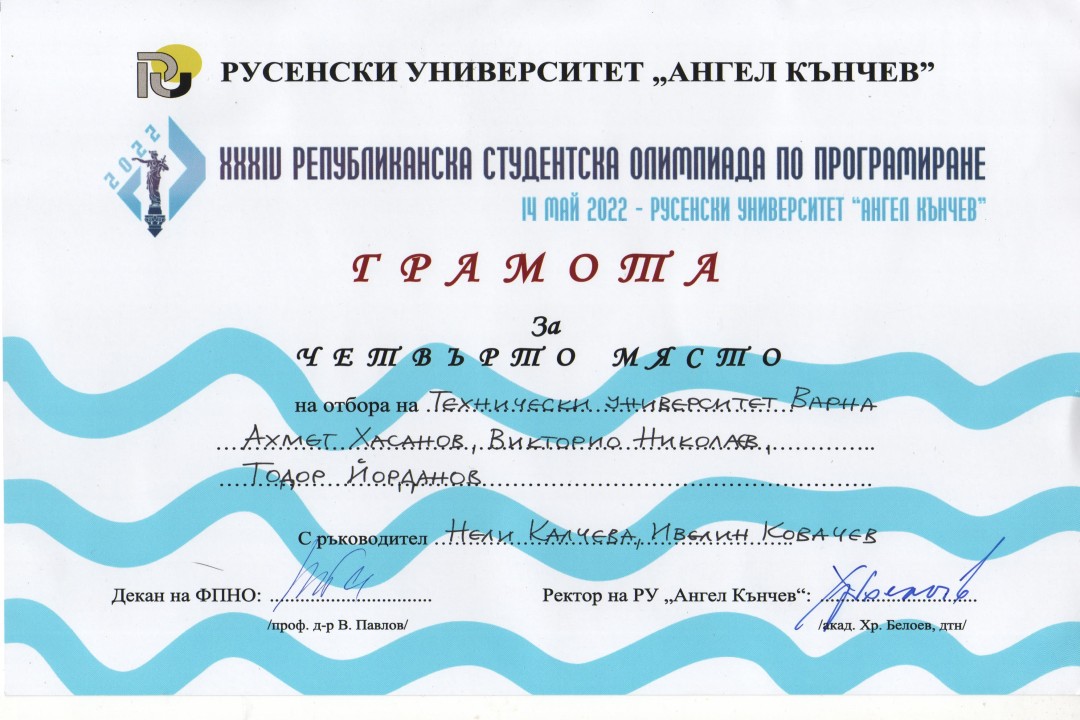 РУСЕНСКИ УНИВЕРСИТЕТ „АНГЕЛ КЪНЧЕВ”
2022
XXXIV РЕПУБЛИКАНСКА СТУДЕНТСКА ОЛИМПИАДА ПО ПРОГРАМИРАНЕ
14 МАЙ 2022 - РУСЕНСКИ УНИВЕРСИТЕТ “АНГЕЛ КЪНЧЕВ”
ГРАМОТА
За
ЧЕТВЪРТО МЯСТО
на отбора на Технически университет Варна
Ахмет Хасанов, Викторио Николаев,
Тодор Йорданов
С ръководител Нели Калчева, Ивелин Ковачев
Декан на ФПНО: Ректор на РУ „Ангел Кънчев“:
/проф. д-р В. Павлов/ /акад. Хр. Белоев, дтн/